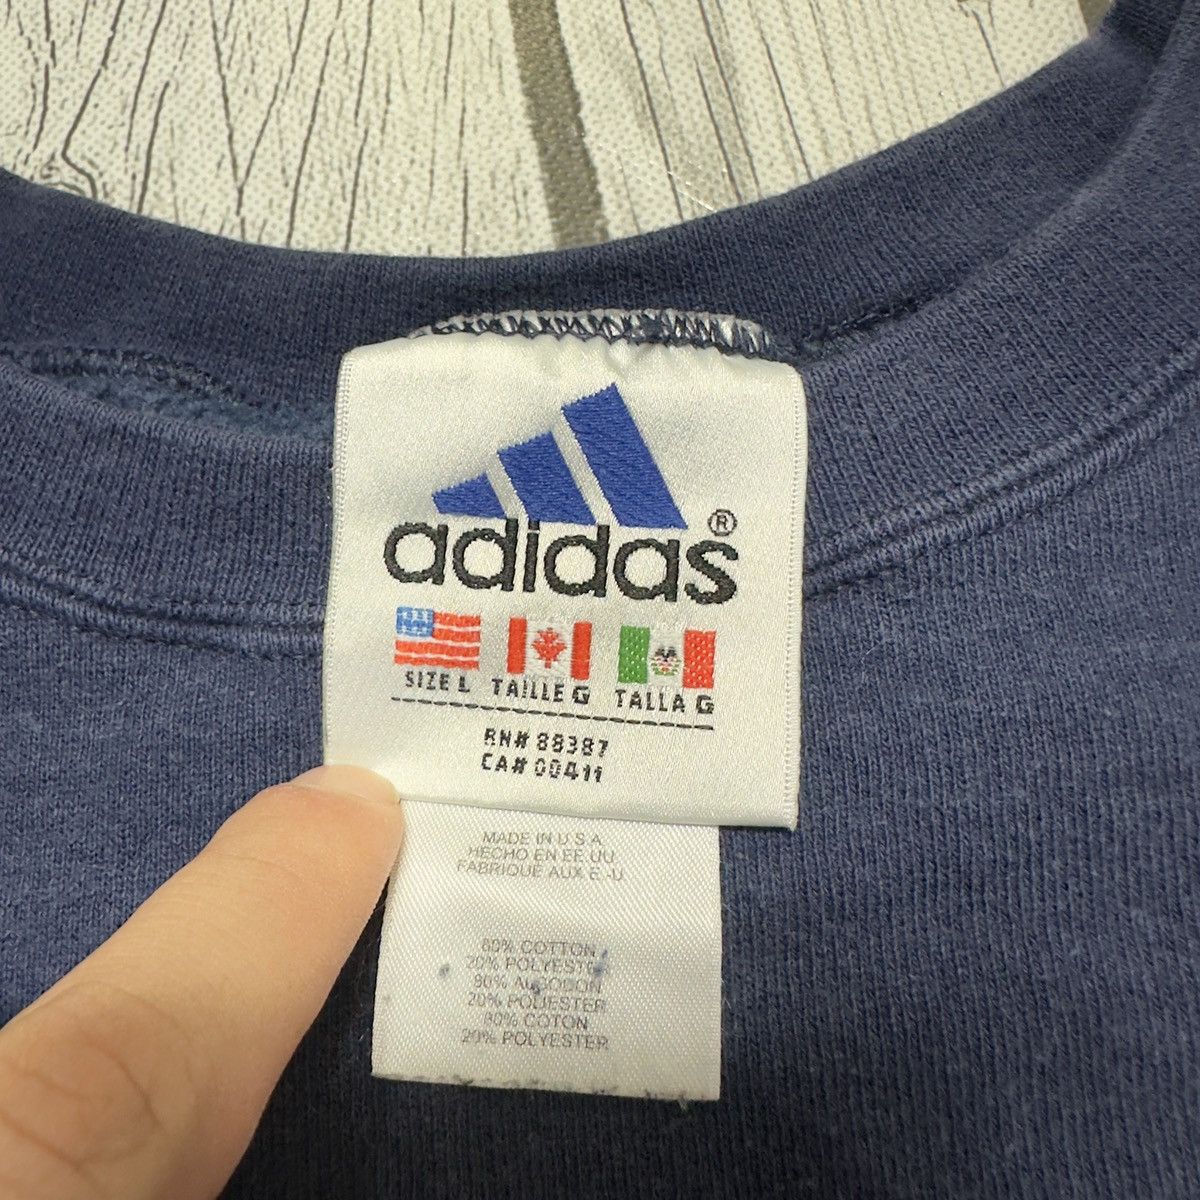 adidas®
SIZE L TAILLE G TALLA G
RN# 88387
CA# 00411
MADE IN U S A
HECHO EN EE.UU.
FABRIQUE AUX E.-U.
80% COTTON
20% POLYESTER
80% ALGODON
20% POLIESTER
80% COTON
20% POLYESTER